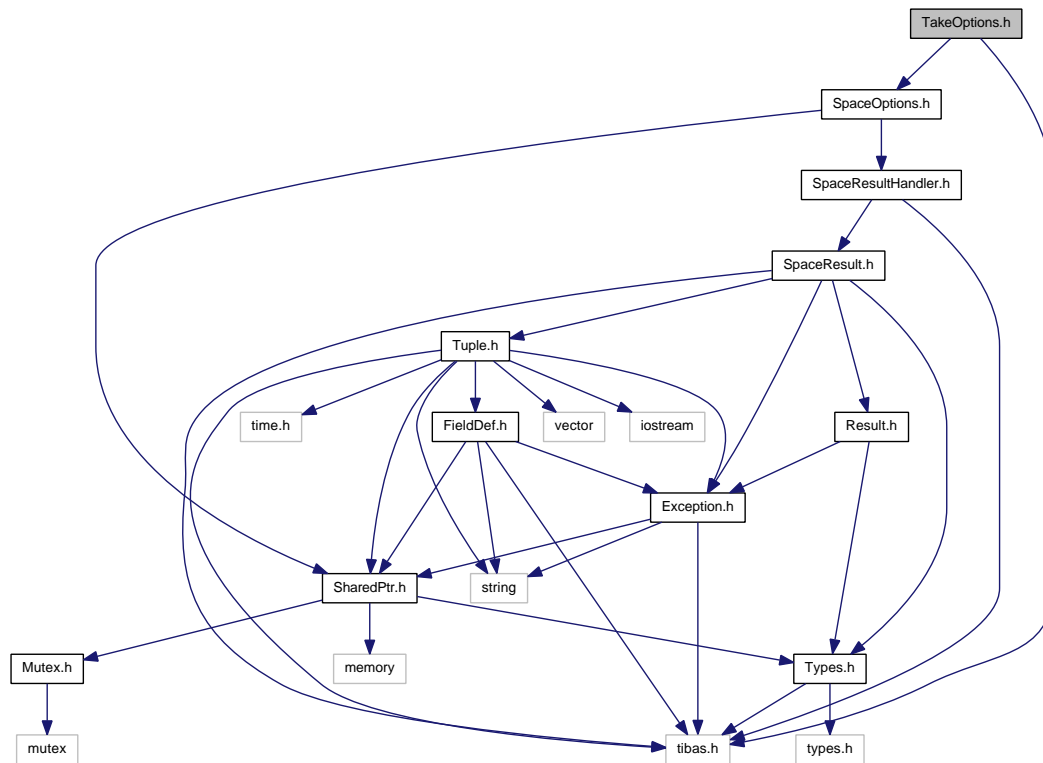 TakeOptions.h
SpaceOptions.h
SpaceResultHandler.h
SpaceResult.h
Tuple.h
time.h
FieldDef.h
vector
iostream
Result.h
Exception.h
SharedPtr.h
string
Mutex.h
memory
Types.h
mutex
tibas.h
types.h